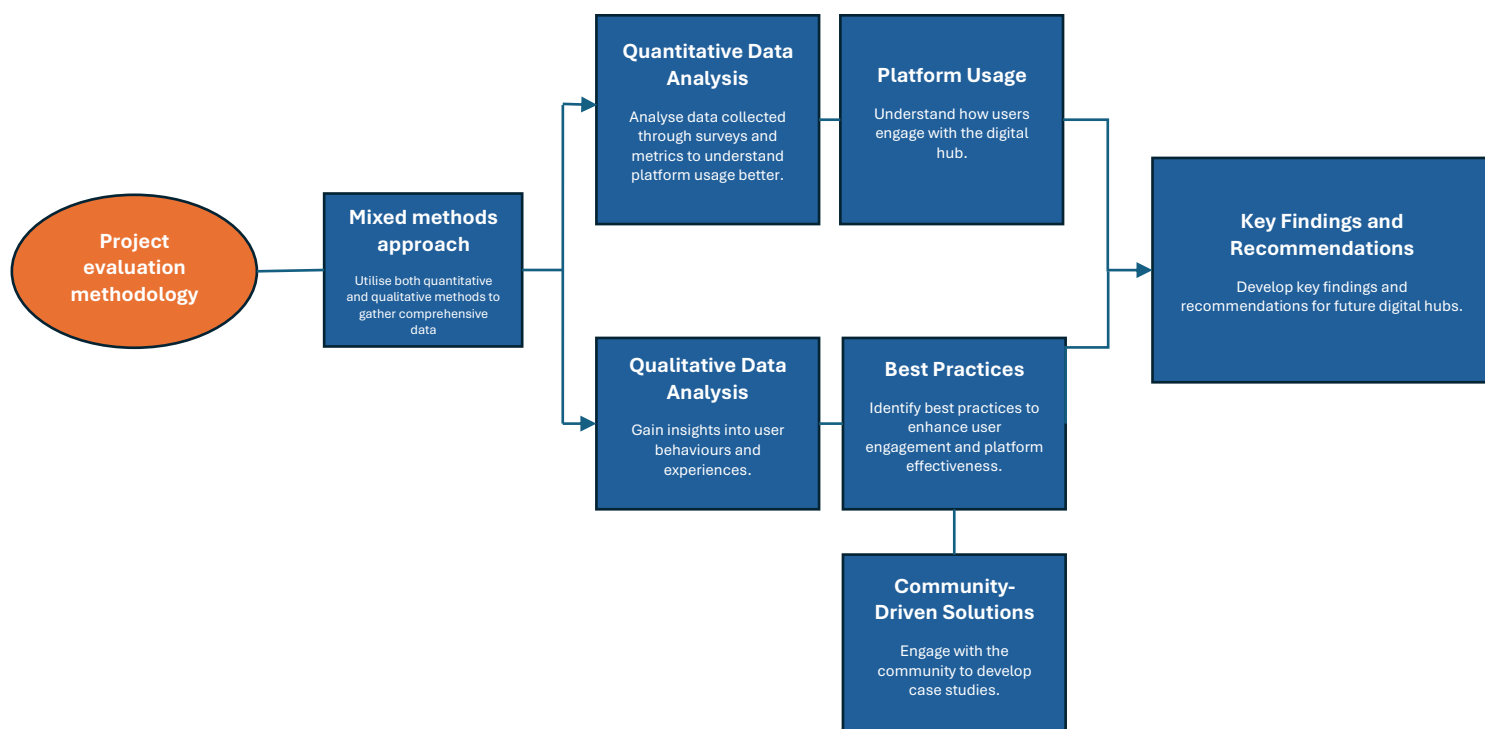 Project
evaluation
methodology
Mixed methods
approach
Utilise both quantitative
and qualitative methods to
gather comprehensive
data
Quantitative Data
Analysis
Analyse data collected
through surveys and
metrics to understand
platform usage better.
Platform Usage
Understand how users
engage with the digital
hub.
Qualitative Data
Analysis
Gain insights into user
behaviours and
experiences.
Best Practices
Identify best practices to
enhance user
engagement and platform
effectiveness.
Community-
Driven Solutions
Engage with the
community to develop
case studies.
Key Findings and
Recommendations
Develop key findings and
recommendations for future digital hubs.